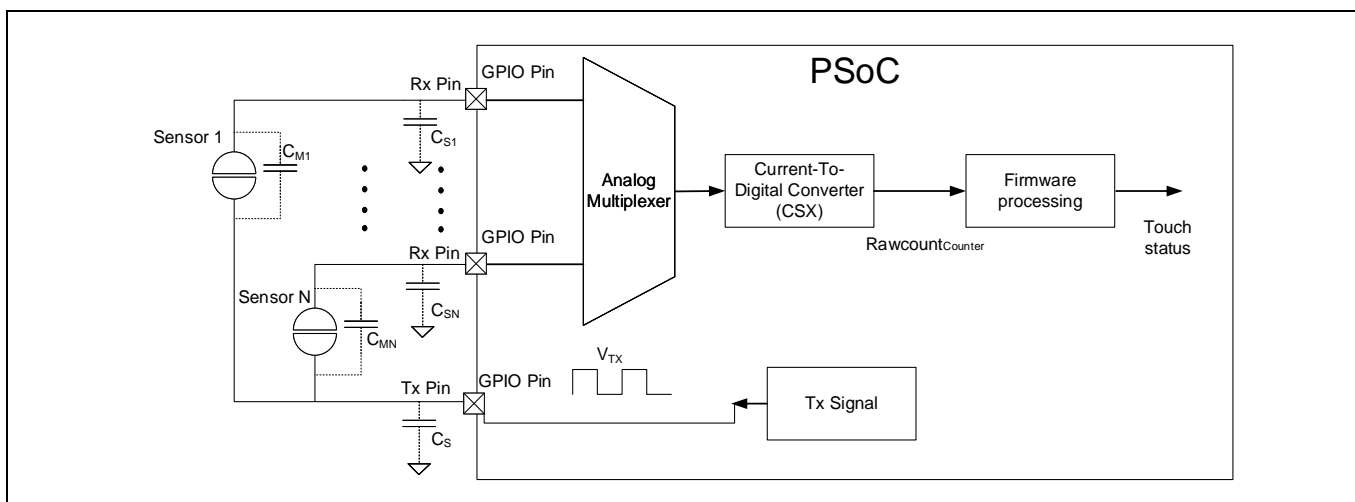 PSoC
GPIO Pin
Rx Pin
Sensor 1
CM1
CS1
Analog
Multiplexer
Current-To-
Digital Converter
(CSX)
Firmware
processing
RawcountCounter
Touch
status
GPIO Pin
Rx Pin
Sensor N
CMN
CSN
VTX
Tx Pin
GPIO Pin
Tx Signal
CS